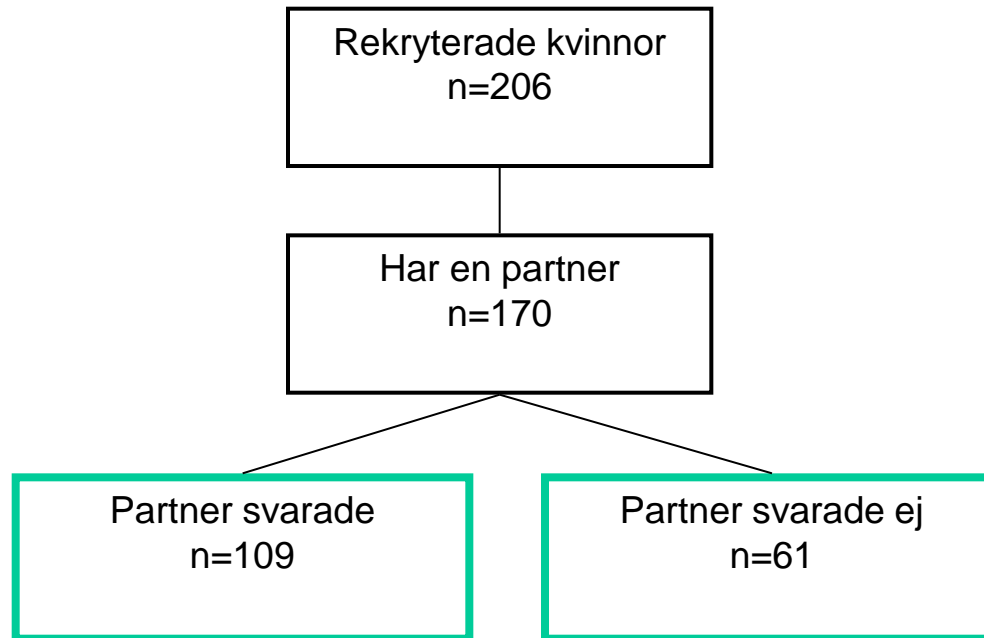 Rekryterade kvinnor
n=206
Har en partner
n=170
Partner svarade
n=109
Partner svarade ej
n=61